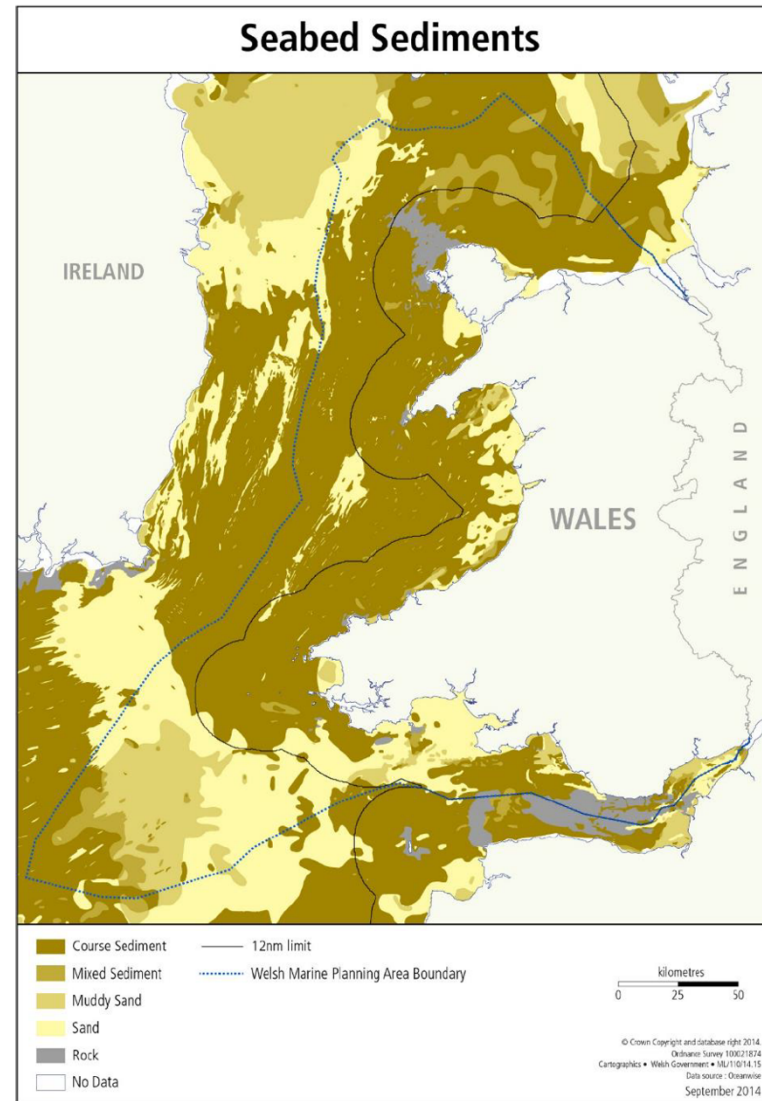 Seabed Sediments
IRELAND
WALES
ENGLAND
Course Sediment
Mixed Sediment
Muddy Sand
Sand
Rock
No Data
12nm limit
Welsh Marine Planning Area Boundary
kilometres
0 25 50
© Crown Copyright and database right 2014.
Ordnance Survey 100021874
Cartographics • Welsh Government • ML/110/14.15
Data source : Oceanwise
September 2014